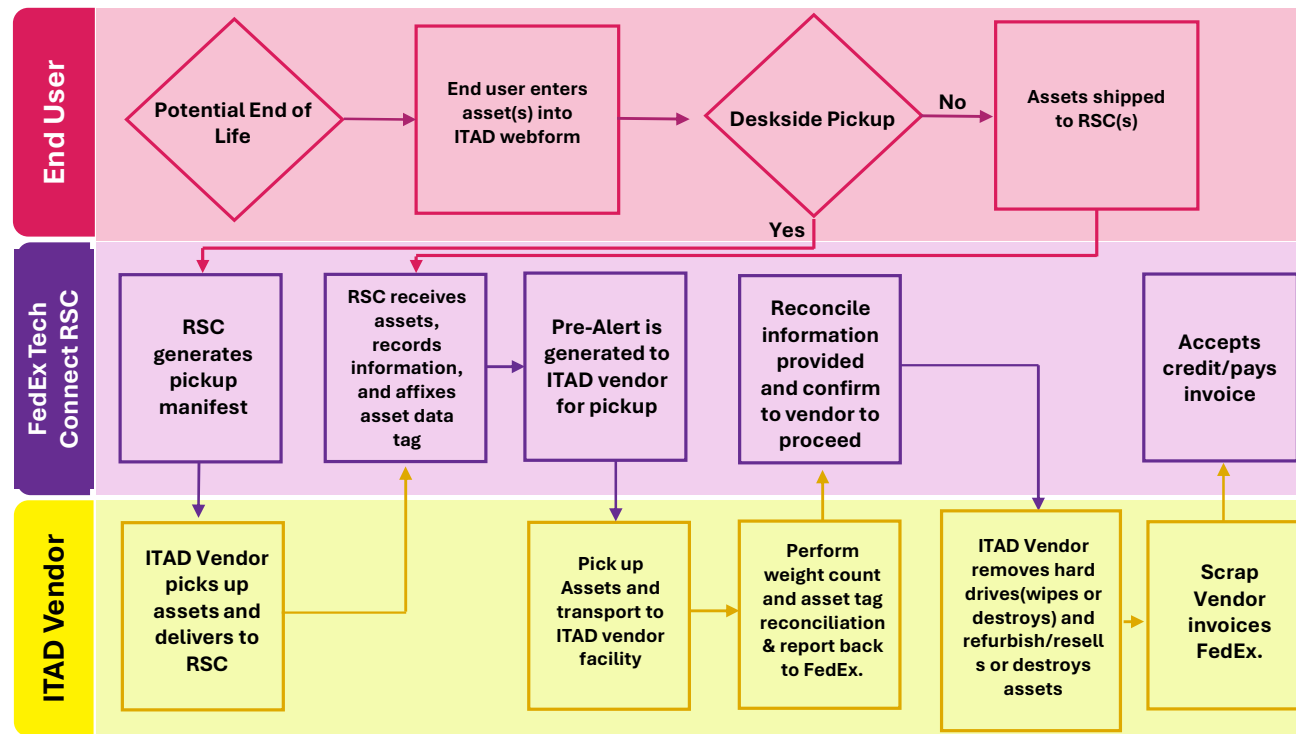 End User
Potential End of
Life
End user enters
asset(s) into
ITAD webform
Deskside Pickup
No
Assets shipped
to RSC(s)
Yes
FedEx Tech
Connect RSC
RSC
generates
pickup
manifest
RSC receives
assets,
records
information,
and affixes
asset data
tag
Pre-Alert is
generated to
ITAD vendor
for pickup
Reconcile
information
provided
and confirm
to vendor to
proceed
Accepts
credit/pays
invoice
ITAD Vendor
ITAD Vendor
picks up
assets and
delivers to
RSC
Pick up
Assets and
transport to
ITAD vendor
facility
Perform
weight count
and asset tag
reconciliation
& report back
to FedEx.
ITAD Vendor
removes hard
drives(wipes or
destroys) and
refurbish/resell
s or destroys
assets
Scrap
Vendor
invoices
FedEx.